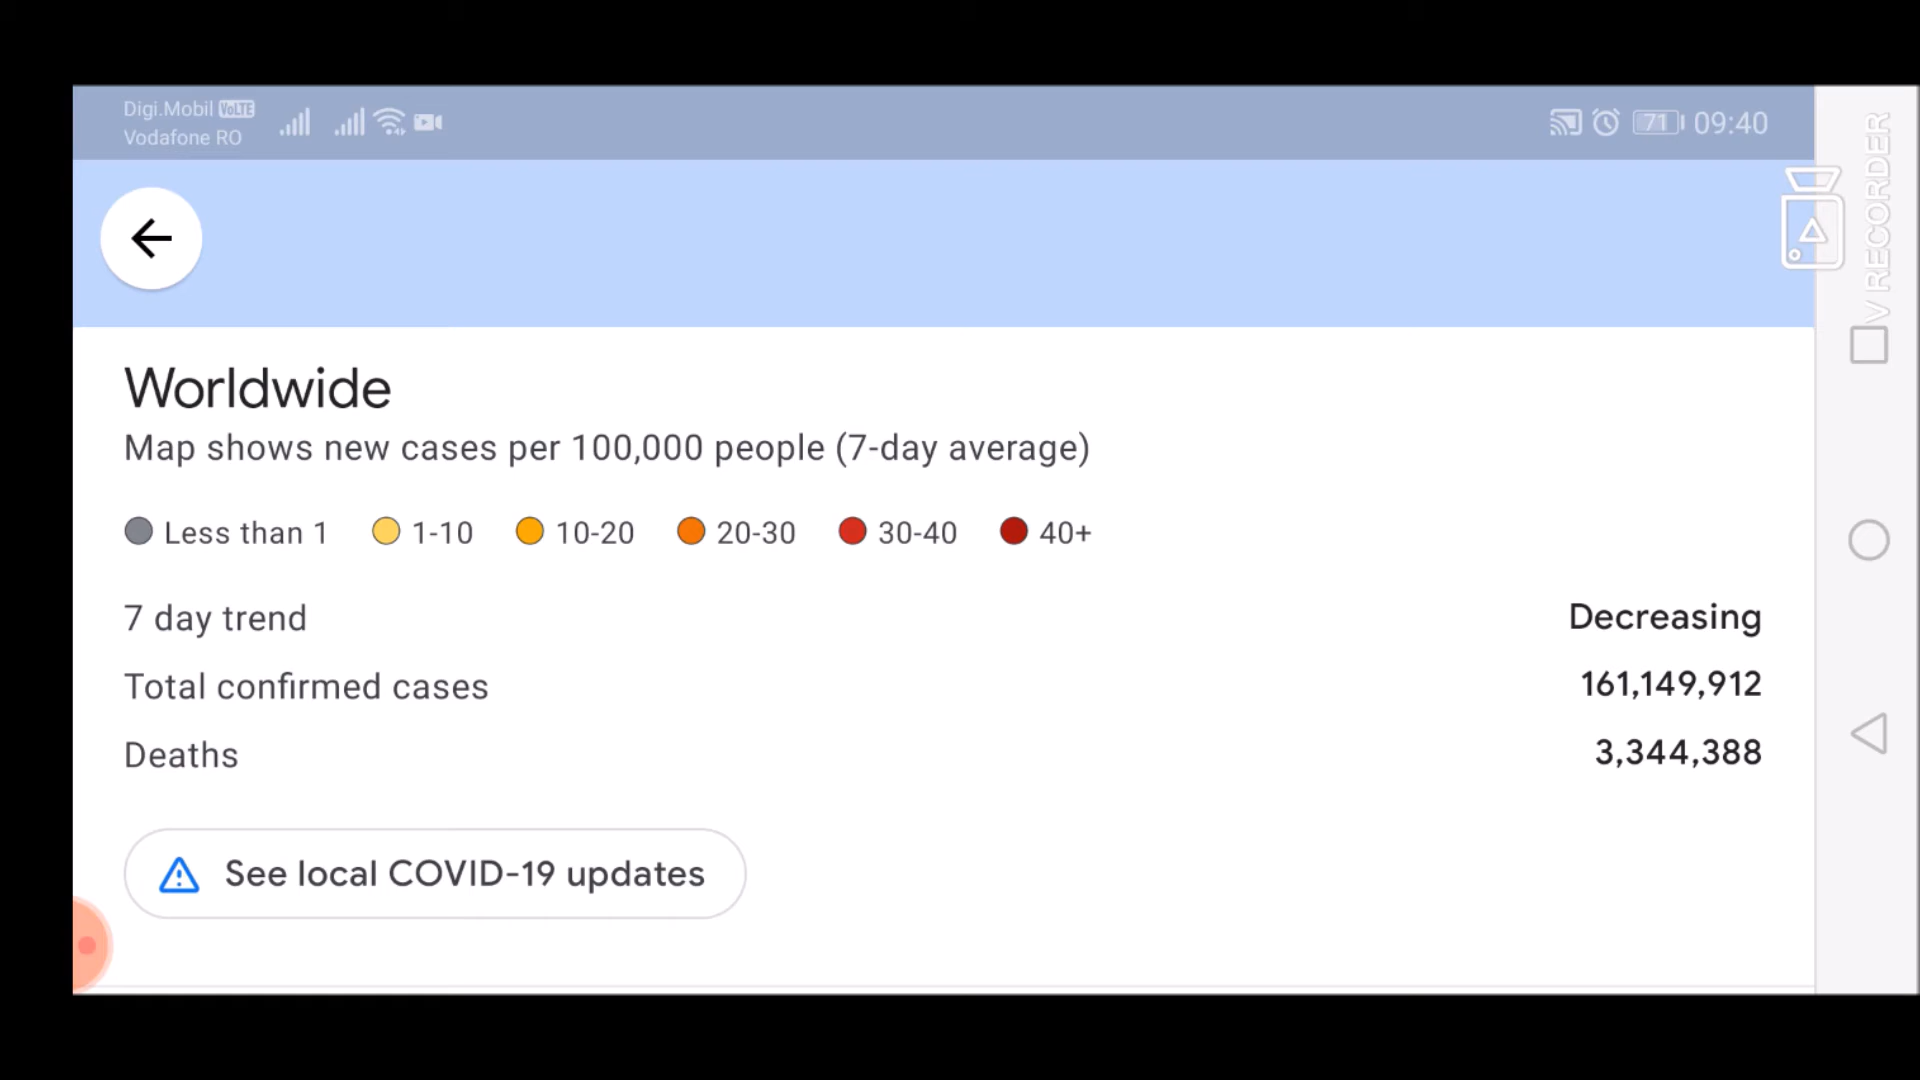 Digi.Mobil VoLTE
Vodafone RO
71 09:40
V RECORDER
Worldwide
Map shows new cases per 100,000 people (7-day average)
Less than 1 1-10 10-20 20-30 30-40 40+
7 day trend Decreasing
Total confirmed cases 161,149,912
Deaths 3,344,388
See local COVID-19 updates